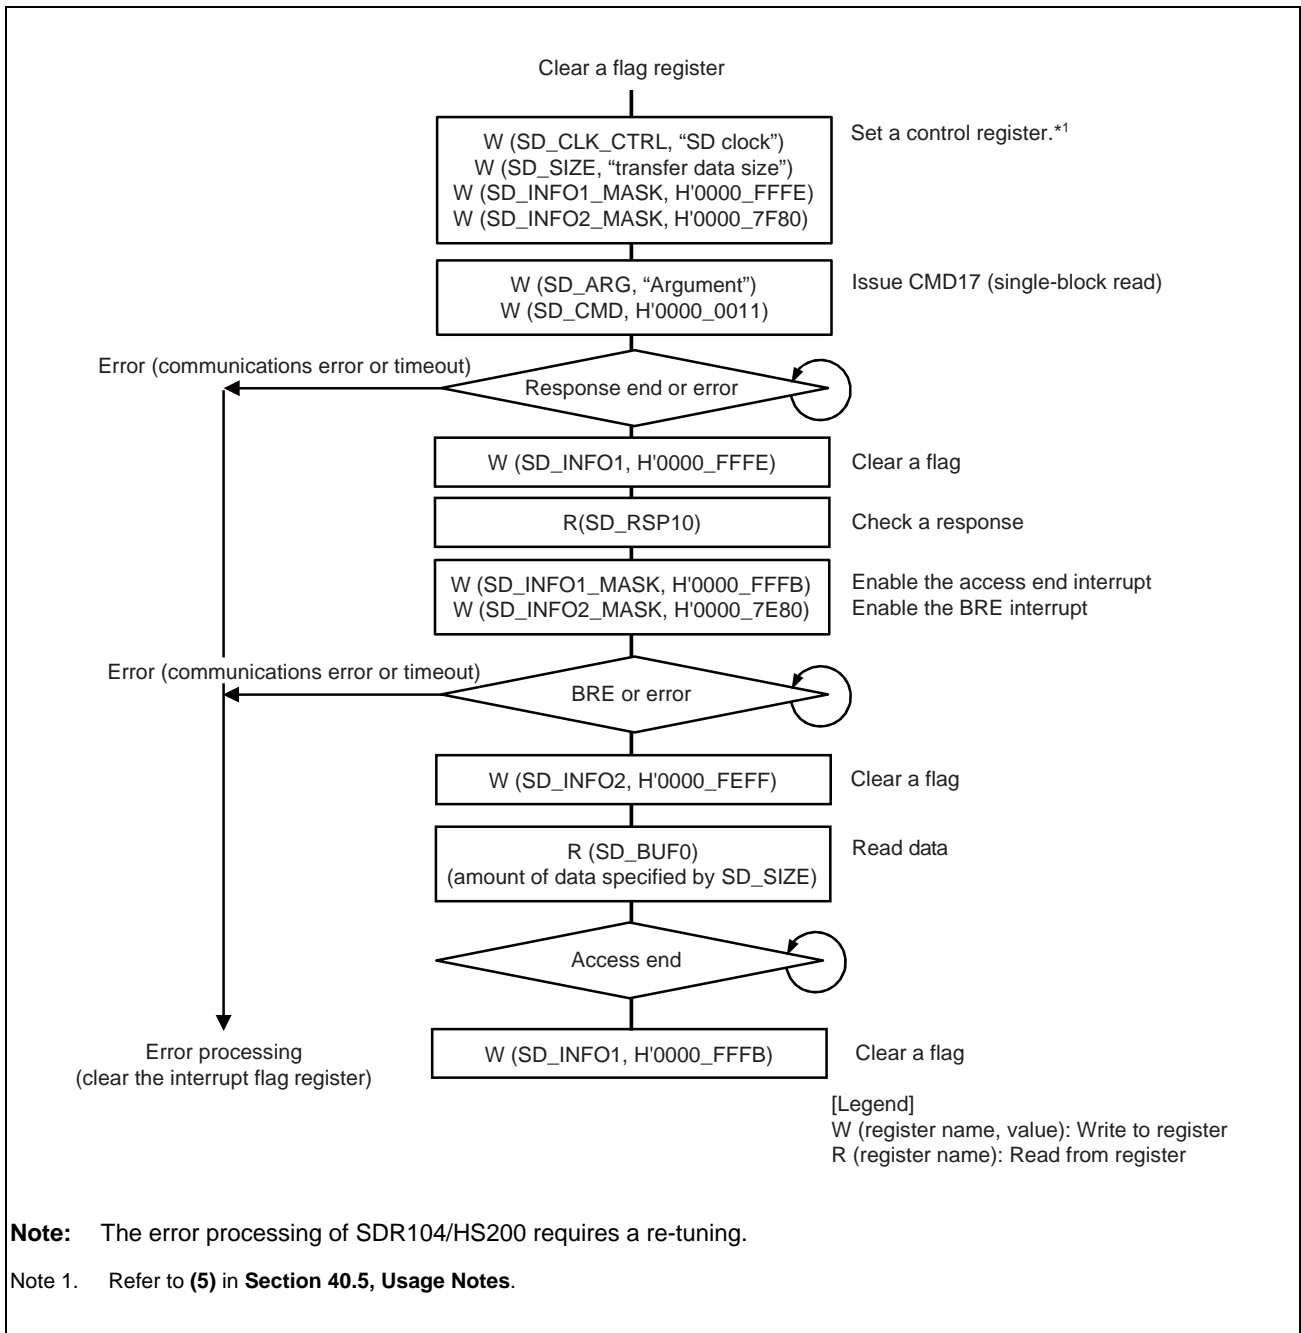 Clear a flag register
W (SD_CLK_CTRL, “SD clock”)
W (SD_SIZE, “transfer data size”)
W (SD_INFO1_MASK, H'0000_FFFE)
W (SD_INFO2_MASK, H'0000_7F80)
Set a control register.*1
W (SD_ARG, “Argument”)
W (SD_CMD, H'0000_0011)
Issue CMD17 (single-block read)
Error (communications error or timeout)
Response end or error
W (SD_INFO1, H'0000_FFFE)
Clear a flag
R(SD_RSP10)
Check a response
W (SD_INFO1_MASK, H'0000_FFFB)
W (SD_INFO2_MASK, H'0000_7E80)
Enable the access end interrupt
Enable the BRE interrupt
Error (communications error or timeout)
BRE or error
W (SD_INFO2, H'0000_FEFF)
Clear a flag
R (SD_BUF0)
(amount of data specified by SD_SIZE)
Read data
Access end
W (SD_INFO1, H'0000_FFFB)
Clear a flag
Error processing
(clear the interrupt flag register)
[Legend]
W (register name, value): Write to register
R (register name): Read from register
Note: The error processing of SDR104/HS200 requires a re-tuning.
Note 1. Refer to (5) in Section 40.5, Usage Notes.